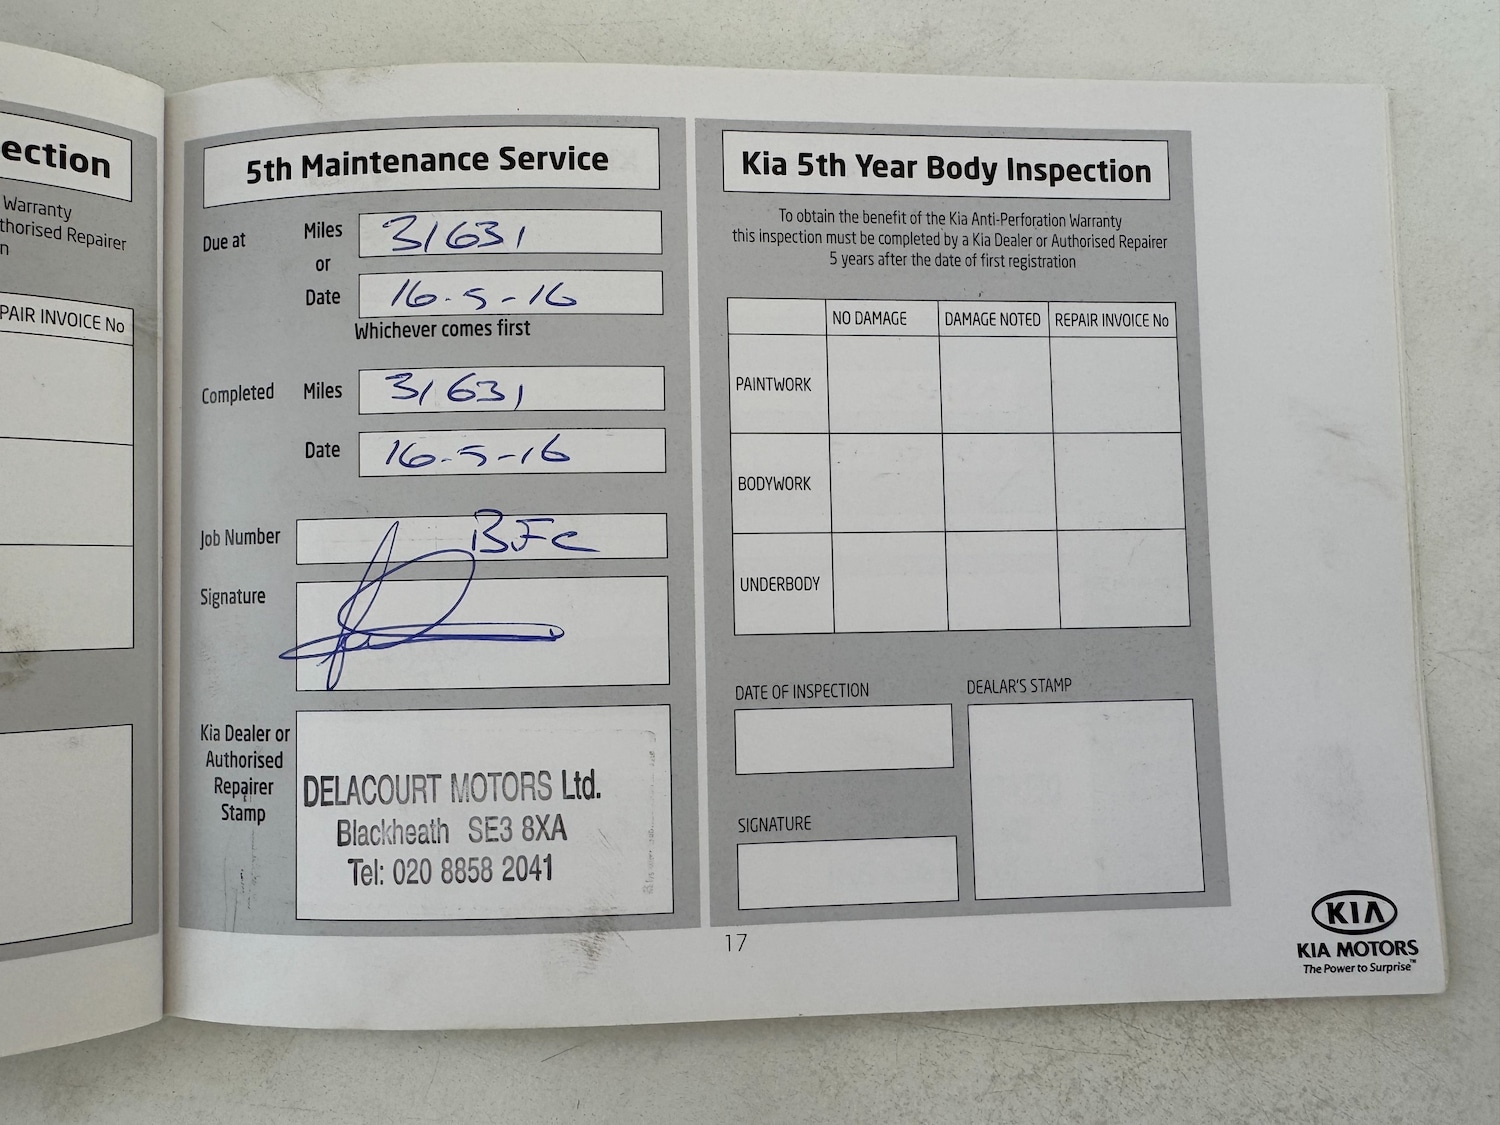 ection
Warranty
thorised Repairer
n
PAIR INVOICE No
5th Maintenance Service
Due at
Miles
31631
or
Date
16-5-16
Whichever comes first
Completed
Miles
31631
Date
16-5-16
Job Number
BFC
Signature
Kia Dealer or
Authorised
Repairer
Stamp
DELACOURT MOTORS Ltd.
Blackheath SE3 8XA
Tel: 020 8858 2041
Kia 5th Year Body Inspection
To obtain the benefit of the Kia Anti-Perforation Warranty
this inspection must be completed by a Kia Dealer or Authorised Repairer
5 years after the date of first registration
NO DAMAGE
DAMAGE NOTED
REPAIR INVOICE No
PAINTWORK
BODYWORK
UNDERBODY
DATE OF INSPECTION
DEALAR'S STAMP
SIGNATURE
17
KIA
KIA MOTORS
The Power to Surprise™